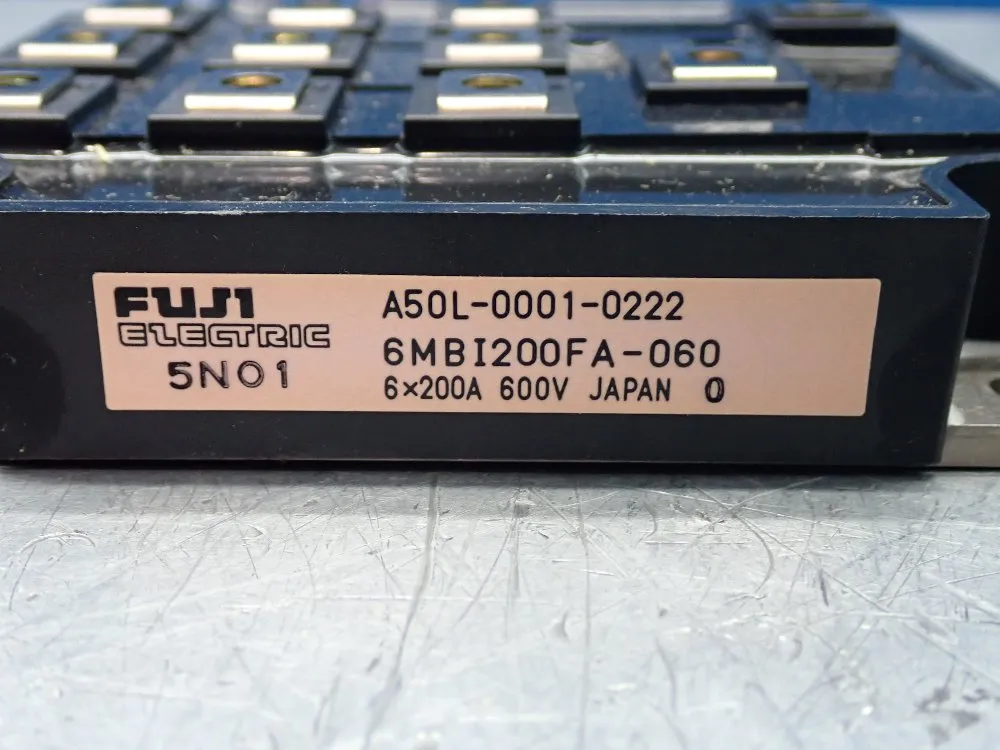 FUJI
ELECTRIC
5N01
A50L-0001-0222
6MBI200FA-060
6×200A 600V JAPAN 0